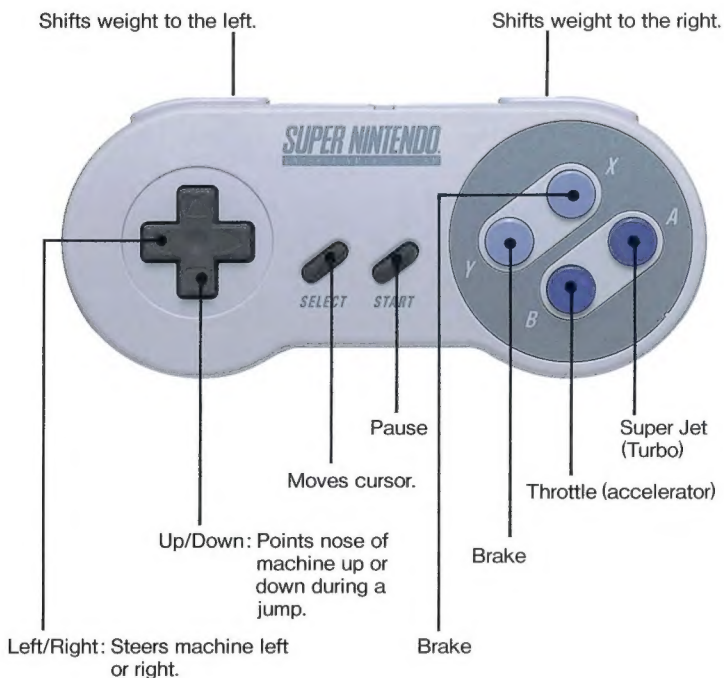 Shifts weight to the left.
Shifts weight to the right.
SUPER NINTENDO
X
A
Y
B
SELECT
START
Pause
Super Jet
(Turbo)
Moves cursor.
Throttle (accelerator)
Up/Down: Points nose of
machine up or
down during a
jump.
Brake
Left/Right: Steers machine left
or right.
Brake